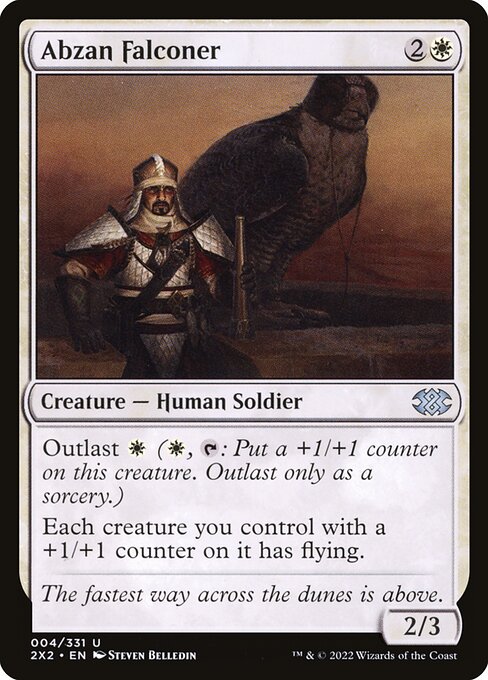 Abzan Falconer 2
Creature — Human Soldier
Outlast (, : Put a +1/+1 counter
on this creature. Outlast only as a
sorcery.)
Each creature you control with a
+1/+1 counter on it has flying.
The fastest way across the dunes is above.
2/3
004/331 U
2X2 • EN Steven Belledin
™ & © 2022 Wizards of the Coast